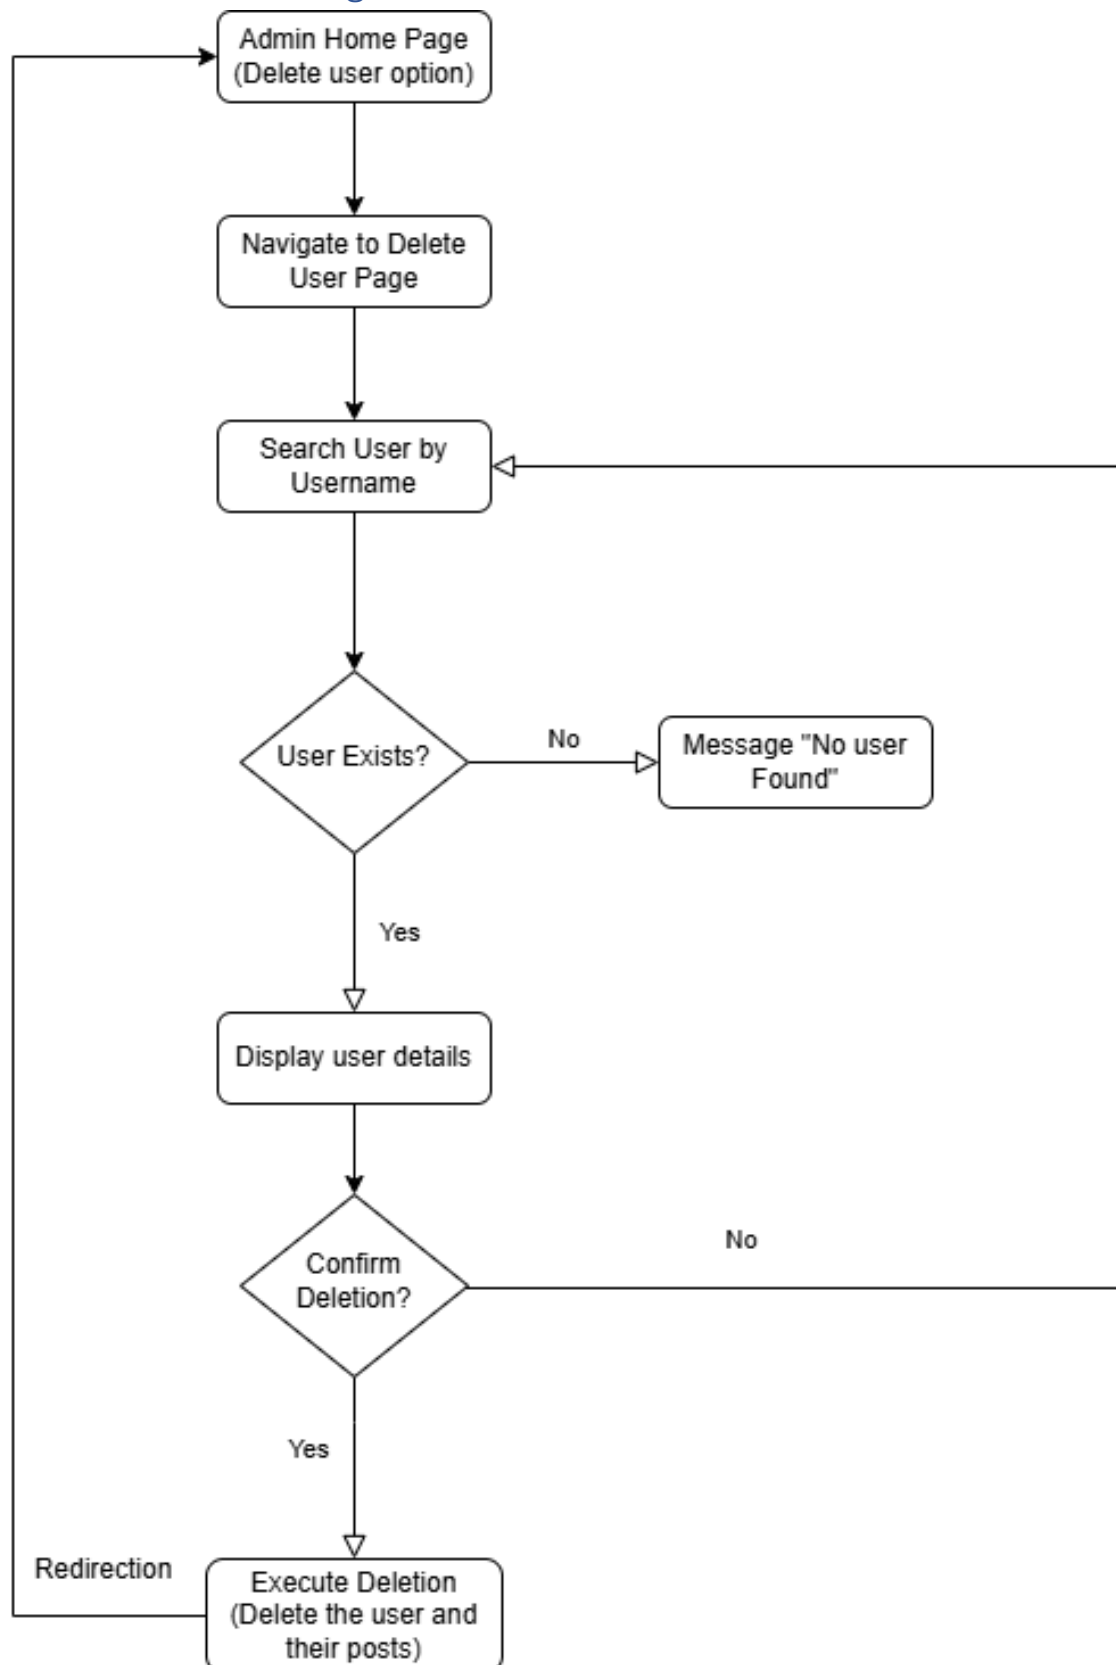 Admin Home Page
(Delete user option)
Navigate to Delete
User Page
Search User by
Username
User Exists?
No
Message "No user
Found"
Yes
Display user details
Confirm
Deletion?
No
Yes
Redirection
Execute Deletion
(Delete the user and
their posts)